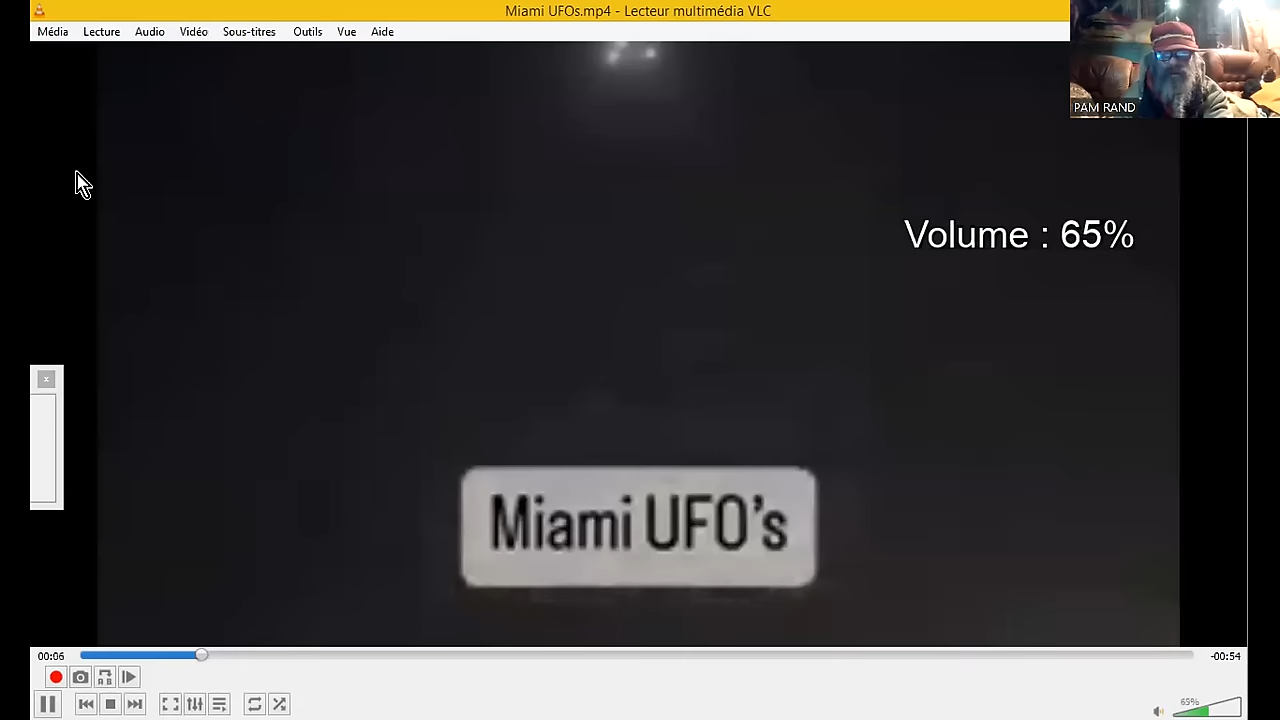 Miami UFOs.mp4 - Lecteur multimédia VLC
Média Lecture Audio Vidéo Sous-titres Outils Vue Aide
PAM RAND
Volume : 65%
x
Miami UFO's
00:06 -00:54
A B
65%